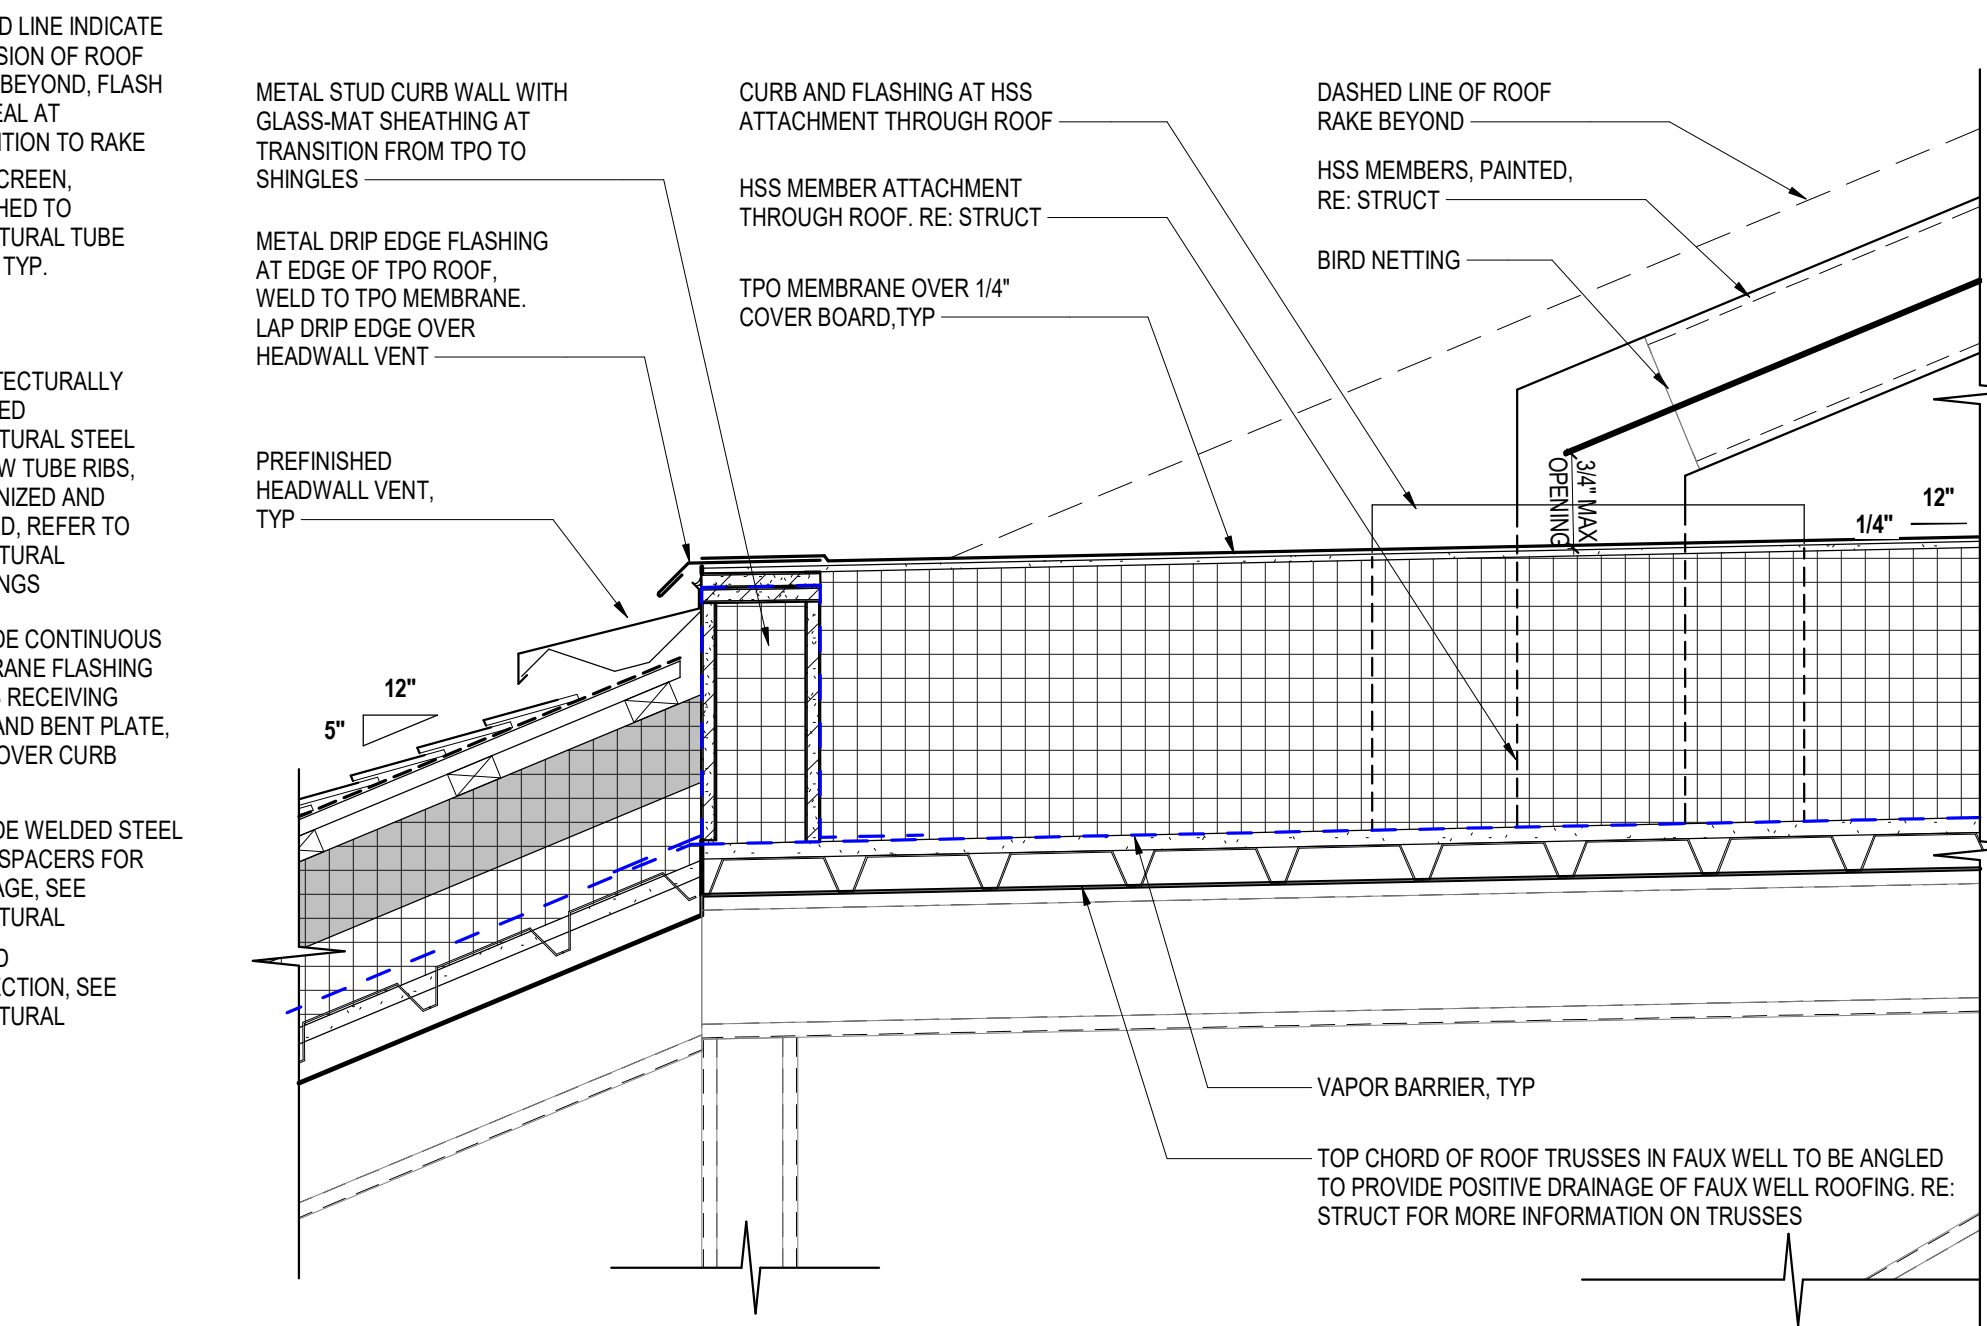 D LINE INDICATE
SION OF ROOF
BEYOND, FLASH
EAL AT
ITION TO RAKE
CREEN,
HED TO
TURAL TUBE
TYP.
TECTURALLY
ED
TURAL STEEL
W TUBE RIBS,
NIZED AND
D, REFER TO
TURAL
NGS
DE CONTINUOUS
RANE FLASHING
RECEIVING
AND BENT PLATE,
OVER CURB
DE WELDED STEEL
SPACERS FOR
AGE, SEE
TURAL
ECTION, SEE
TURAL
METAL STUD CURB WALL WITH
GLASS-MAT SHEATHING AT
TRANSITION FROM TPO TO
SHINGLES
METAL DRIP EDGE FLASHING
AT EDGE OF TPO ROOF,
WELD TO TPO MEMBRANE.
LAP DRIP EDGE OVER
HEADWALL VENT
PREFINISHED
HEADWALL VENT,
TYP
12"
5"
CURB AND FLASHING AT HSS
ATTACHMENT THROUGH ROOF
HSS MEMBER ATTACHMENT
THROUGH ROOF. RE: STRUCT
TPO MEMBRANE OVER 1/4"
COVER BOARD,TYP
DASHED LINE OF ROOF
RAKE BEYOND
HSS MEMBERS, PAINTED,
RE: STRUCT
BIRD NETTING
3/4" MAX
OPENING
12"
1/4"
VAPOR BARRIER, TYP
TOP CHORD OF ROOF TRUSSES IN FAUX WELL TO BE ANGLED
TO PROVIDE POSITIVE DRAINAGE OF FAUX WELL ROOFING. RE:
STRUCT FOR MORE INFORMATION ON TRUSSES